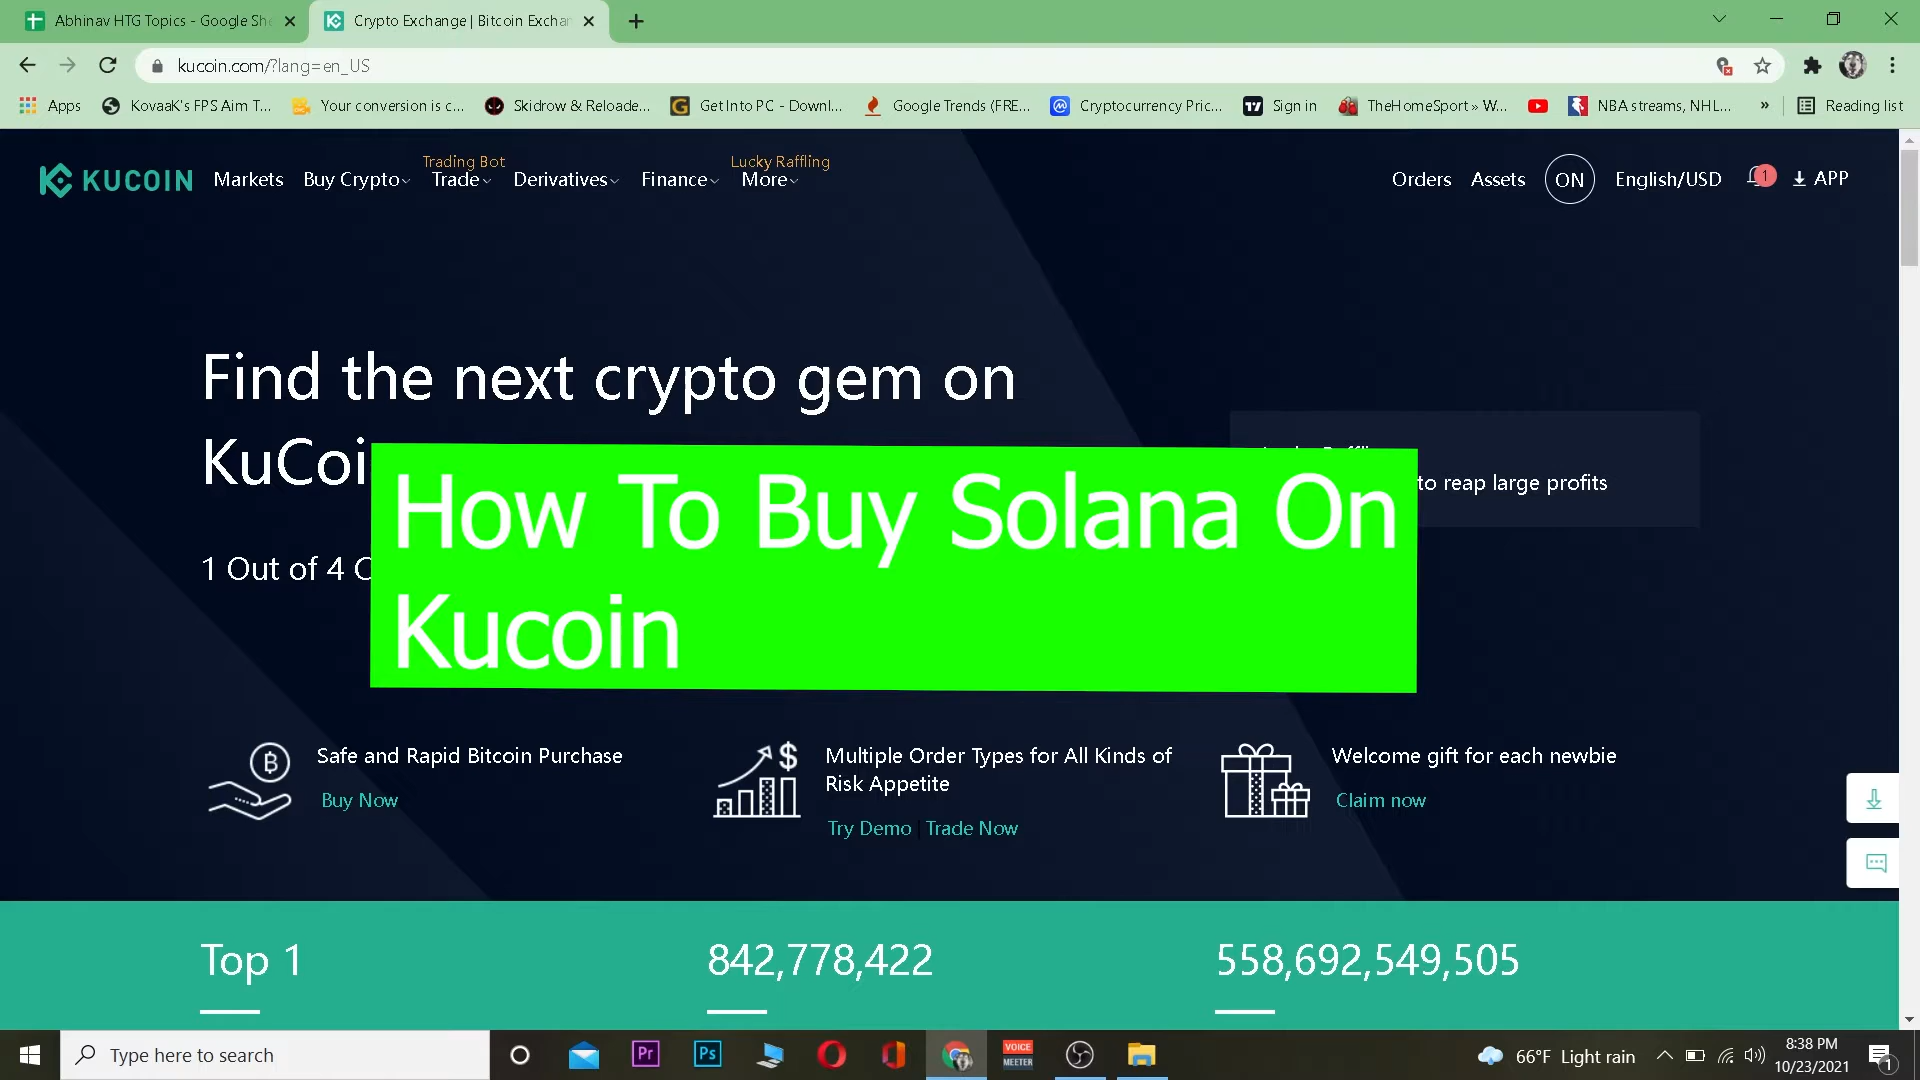 Abhinav HTG Topics - Google She
Crypto Exchange | Bitcoin Exchan
kucoin.com/?lang=en_US
Apps
KovaaK's FPS Aim T...
Your conversion is c...
Skidrow & Reloade...
Get Into PC - Downl...
Google Trends (FRE...
Cryptocurrency Pric...
Sign in
TheHomeSport » W...
NBA streams, NHL...
»
Reading list
Trading Bot
Lucky Raffling
KUCOIN
Markets
Buy Crypto
Trade
Derivatives
Finance
More
Orders
Assets
ON
English/USD
1
APP
Find the next crypto gem on
KuCoi
to reap large profits
1 Out of 4 C
How To Buy Solana On
Kucoin
Safe and Rapid Bitcoin Purchase
Buy Now
Multiple Order Types for All Kinds of
Risk Appetite
Try Demo | Trade Now
Welcome gift for each newbie
Claim now
Top 1
842,778,422
558,692,549,505
Type here to search
Pr
Ps
VOICE
MEETER
66°F Light rain
8:38 PM
10/23/2021
1